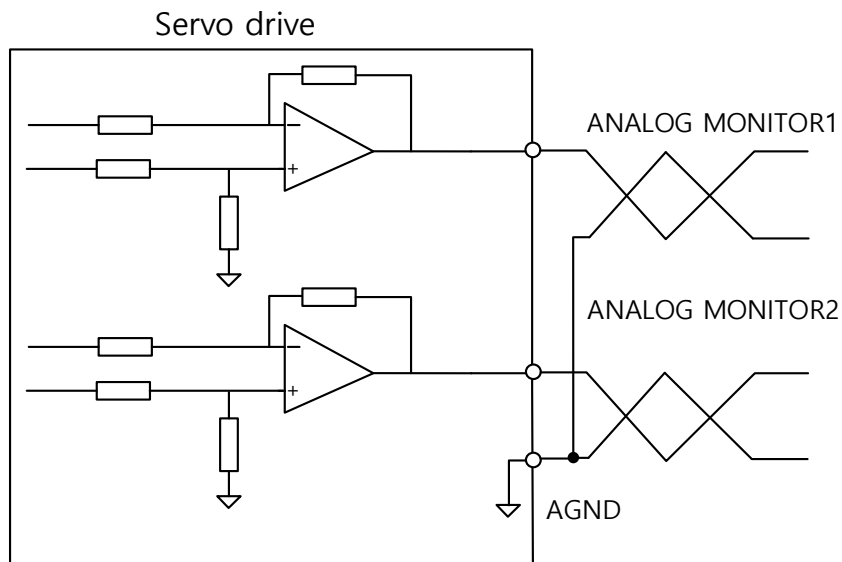 Servo drive
ANALOG MONITOR1
−
+
ANALOG MONITOR2
−
+
AGND